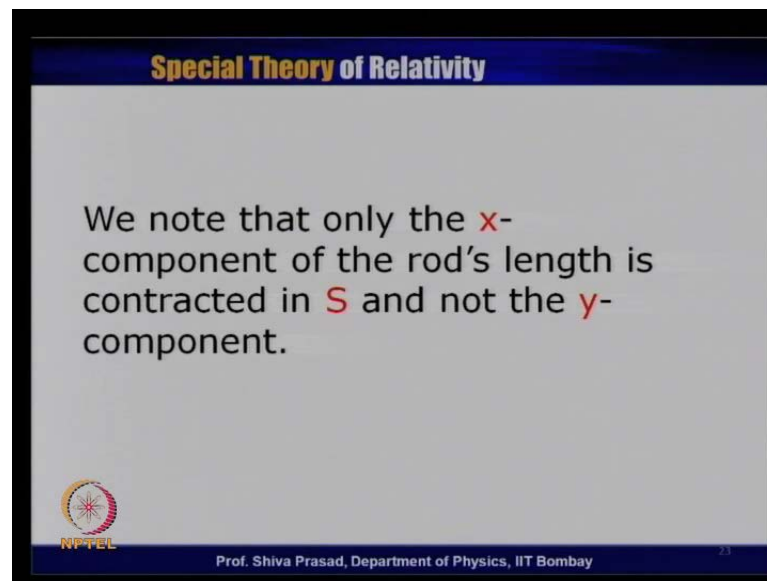 Special Theory of Relativity
We note that only the x-
component of the rod's length is
contracted in S and not the y-
component.
NPTEL
Prof. Shiva Prasad, Department of Physics, IIT Bombay
23